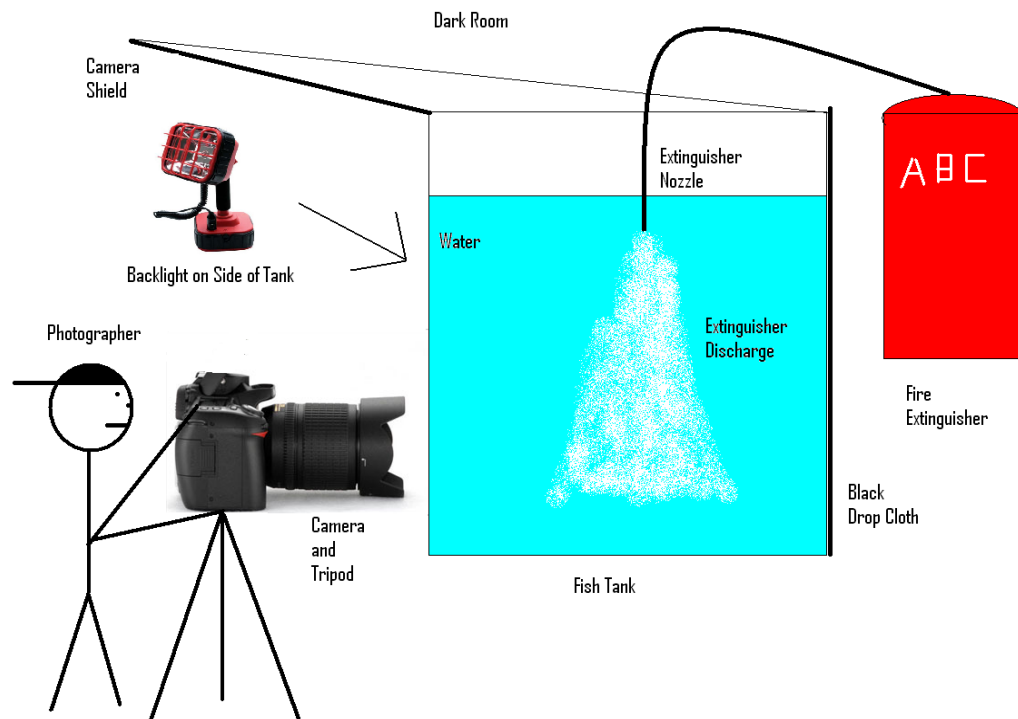 Dark Room
Camera
Shield
Extinguisher
Nozzle
ABC
Water
Backlight on Side of Tank
Photographer
Extinguisher
Discharge
Fire
Extinguisher
Black
Drop Cloth
Camera
and
Tripod
Fish Tank